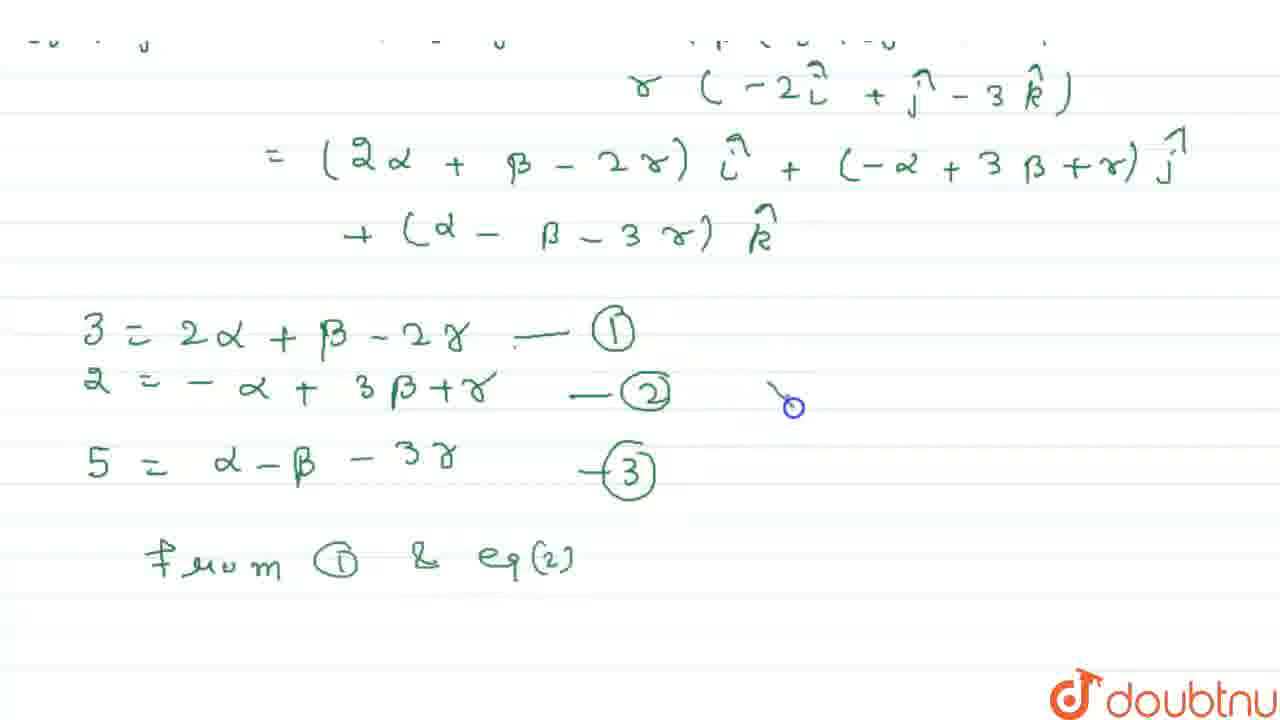 γ (-2î + ĵ - 3k̂)
= (2α + β - 2γ) î + (-α + 3β + γ) ĵ
+ (α - β - 3γ) k̂
3 = 2α + β - 2γ — ①
2 = - α + 3β + γ — ②
5 = α - β - 3γ - ③
from ① & eq(2)
doubtnut